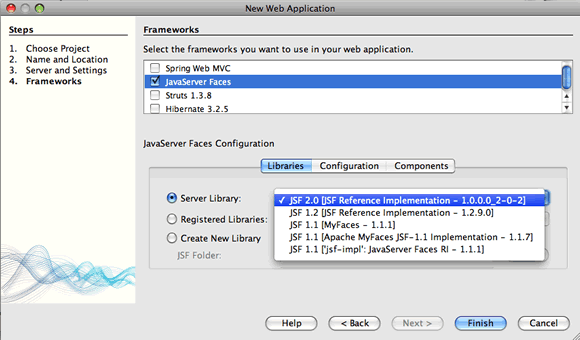 New Web Application
Steps
1. Choose Project
2. Name and Location
3. Server and Settings
4. Frameworks
Frameworks
Select the frameworks you want to use in your web application.
Spring Web MVC
JavaServer Faces
Struts 1.3.8
Hibernate 3.2.5
JavaServer Faces Configuration
Libraries Configuration Components
Server Library:
✓ JSF 2.0 [JSF Reference Implementation - 1.0.0.0_2-0-2]
JSF 1.2 [JSF Reference Implementation - 1.2.9.0]
JSF 1.1 [MyFaces - 1.1.1]
JSF 1.1 [Apache MyFaces JSF-1.1 Implementation - 1.1.7]
JSF 1.1 ['jsf-impl': JavaServer Faces RI - 1.1.1]
Registered Libraries:
Create New Library
JSF Folder:
Help < Back Next > Finish Cancel